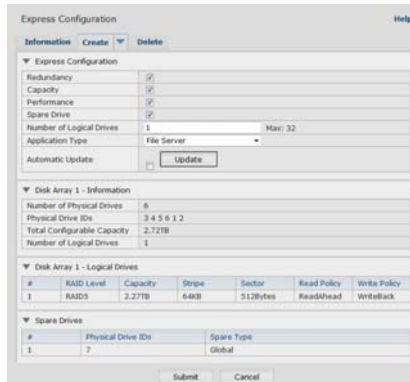 Express Configuration Help
Information Create Delete
Express Configuration
Redundancy
Capacity
Performance
Spare Drive
Number of Logical Drives 1 Max: 32
Application Type File Server
Automatic Update Update
Disk Array 1 - Information
Number of Physical Drives 6
Physical Drive IDs 3 4 5 6 1 2
Total Configurable Capacity 2.72TB
Number of Logical Drives 1
Disk Array 1 - Logical Drives
# RAID Level Capacity Stripe Sector Read Policy Write Policy
1 RAID5 2.27TB 64KB 512Bytes ReadAhead WriteBack
Spare Drives
# Physical Drive IDs Spare Type
1 7 Global
Submit Cancel